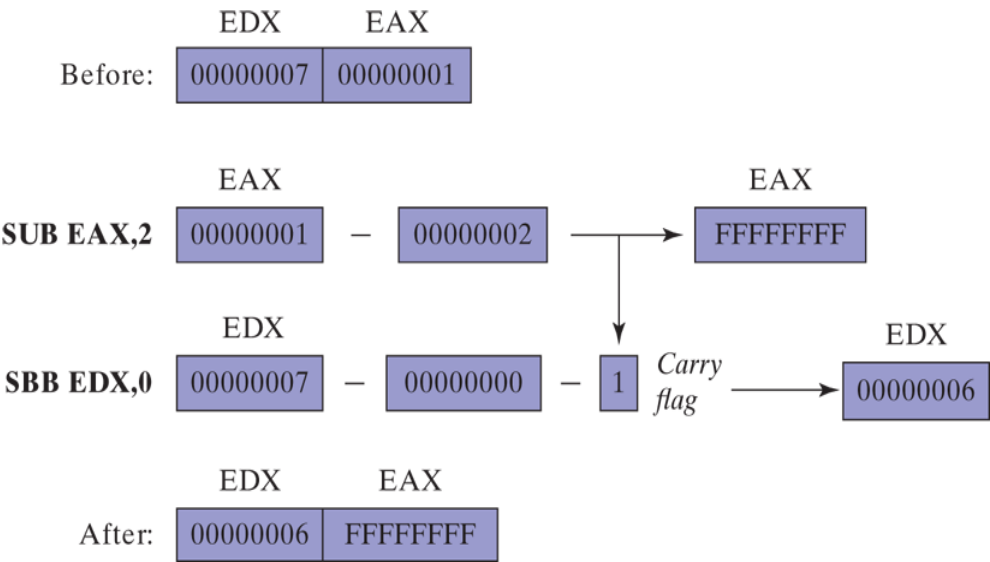 EDX EAX
Before: 00000007 00000001
EAX EAX
SUB EAX,2 00000001 – 00000002 FFFFFFFF
EDX EDX
SBB EDX,0 00000007 – 00000000 – 1 Carry flag 00000006
EDX EAX
After: 00000006 FFFFFFFF